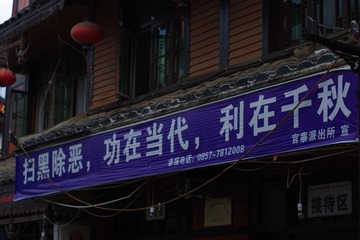 扫黑除恶，功在当代，利在千秋
举报电话：0857-7812008
官寨派出所 宣
接待区